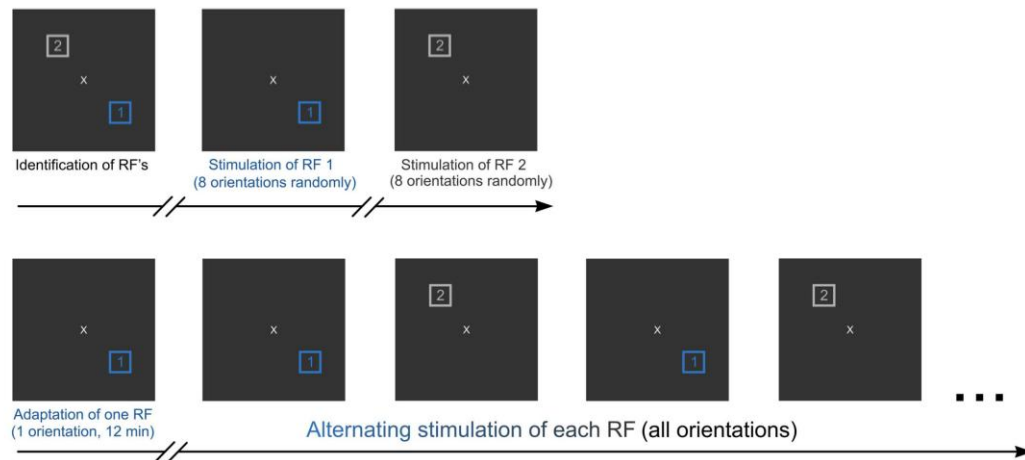 2
x
1
x
1
2
x
Identification of RF's
Stimulation of RF 1
(8 orientations randomly)
Stimulation of RF 2
(8 orientations randomly)
x
1
x
1
2
x
x
1
2
x
...
Adaptation of one RF
(1 orientation, 12 min)
Alternating stimulation of each RF (all orientations)